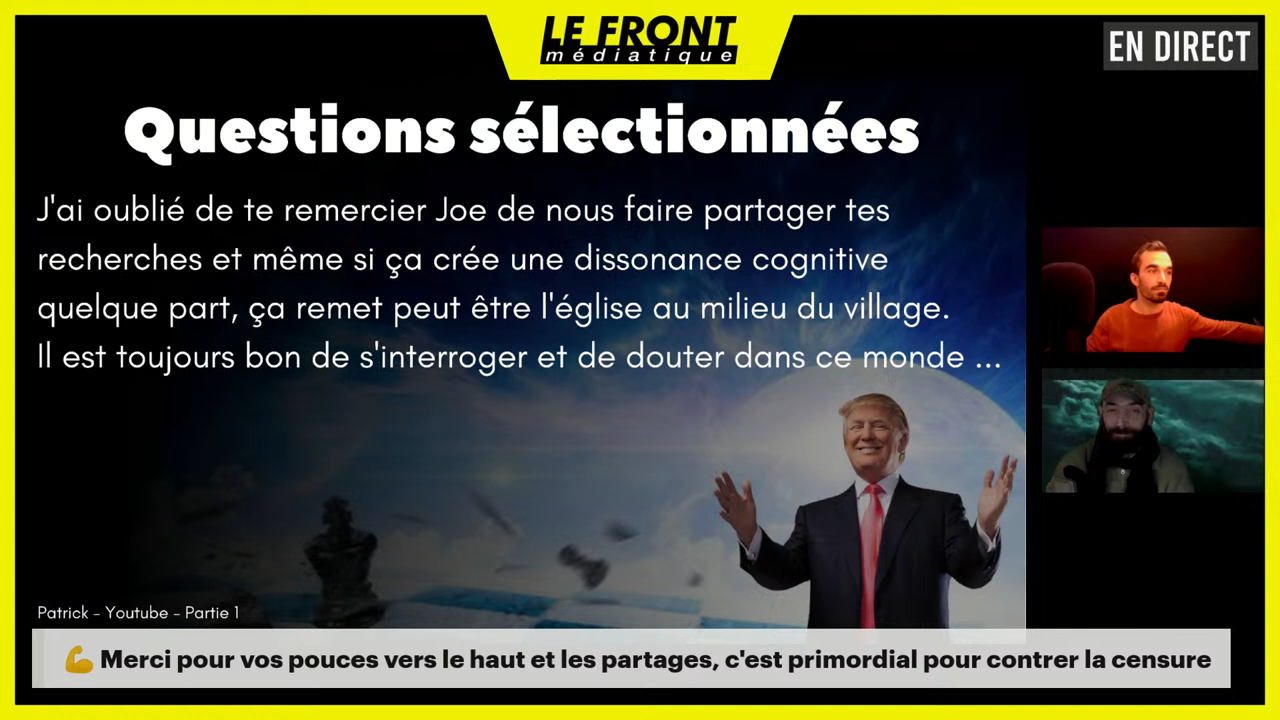 LE FRONT
médiatique
EN DIRECT
Questions sélectionnées
J'ai oublié de te remercier Joe de nous faire partager tes
recherches et même si ça crée une dissonance cognitive
quelque part, ça remet peut être l'église au milieu du village.
Il est toujours bon de s'interroger et de douter dans ce monde ...
Patrick - Youtube - Partie 1
💪 Merci pour vos pouces vers le haut et les partages, c'est primordial pour contrer la censure